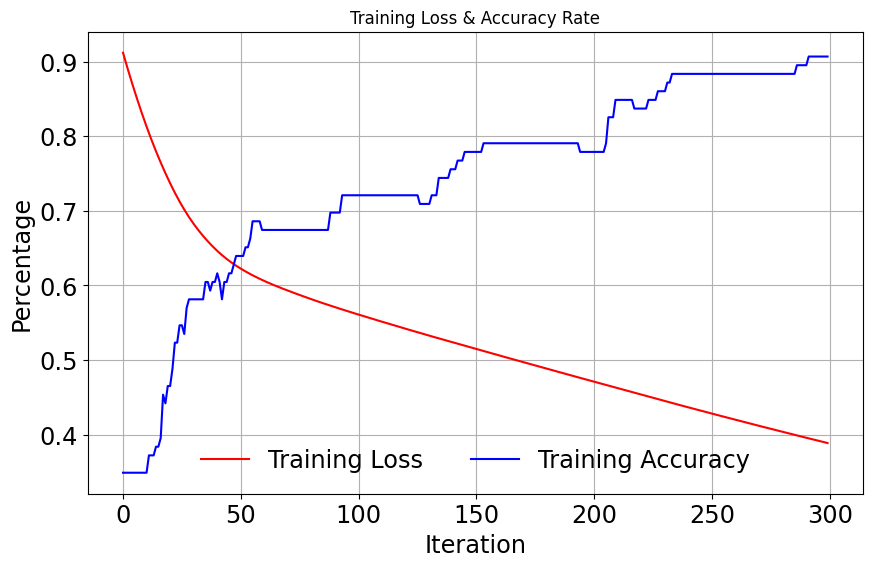 Training Loss & Accuracy Rate
Percentage
0.9
0.8
0.7
0.6
0.5
0.4
Training Loss
Training Accuracy
0 50 100 150 200 250 300
Iteration